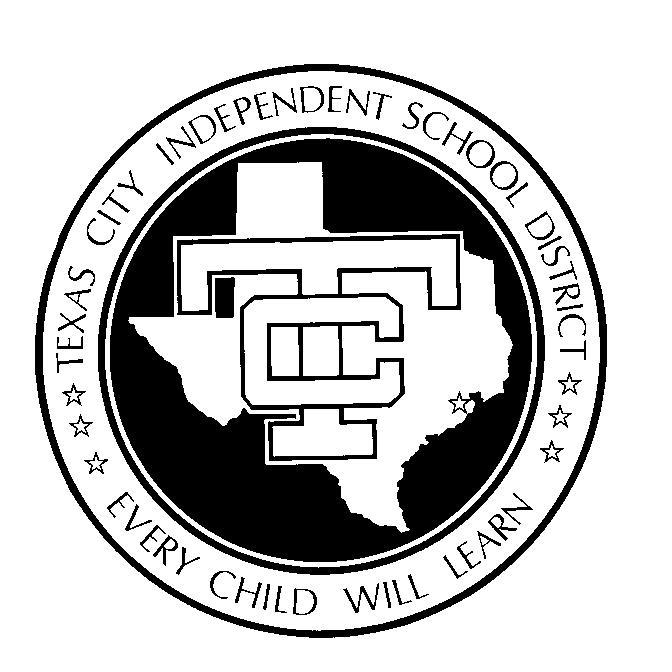 TEXAS CITY INDEPENDENT SCHOOL DISTRICT
TC
EVERY CHILD WILL LEARN